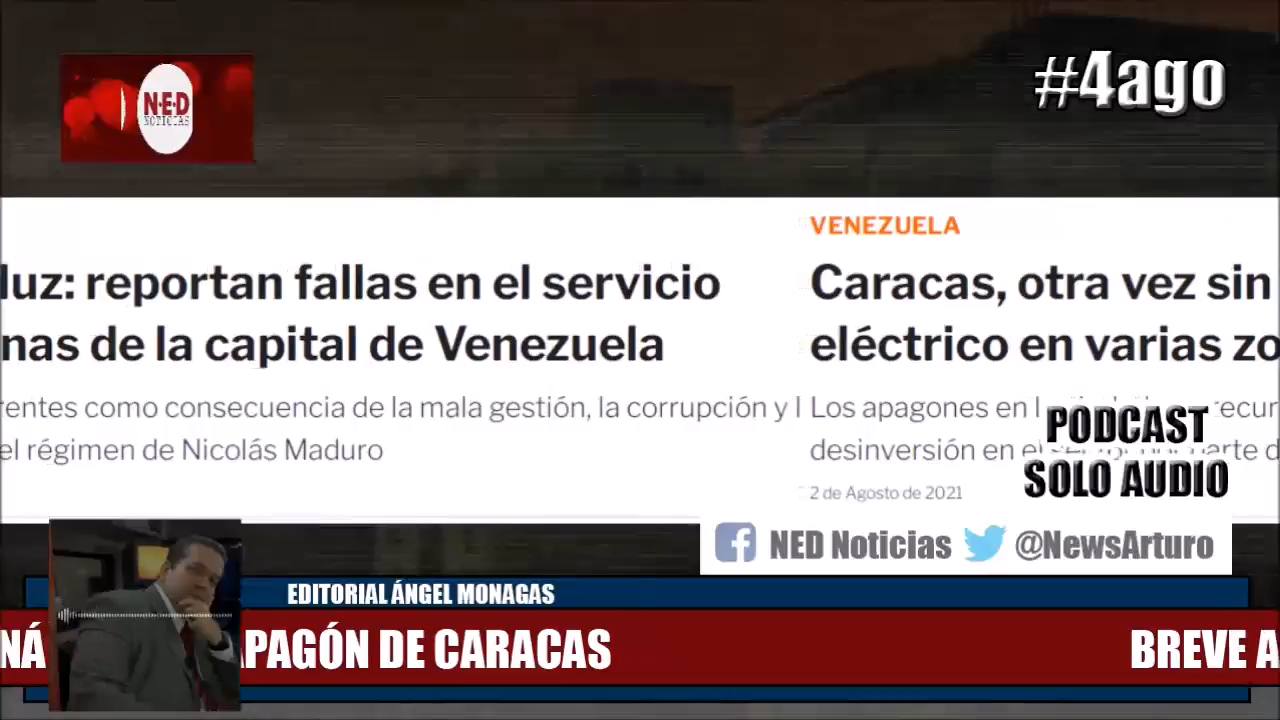 N·E·D
NOTICIAS
#4ago
luz: reportan fallas en el servicio
nas de la capital de Venezuela
rentes como consecuencia de la mala gestión, la corrupción y l
el régimen de Nicolás Maduro
VENEZUELA
Caracas, otra vez sin
eléctrico en varias zo
Los apagones en recur
desinversión en el parte d
2 de Agosto de 2021
PODCAST
SOLO AUDIO
NED Noticias @NewsArturo
EDITORIAL ÁNGEL MONAGAS
NÁ APAGÓN DE CARACAS BREVE A